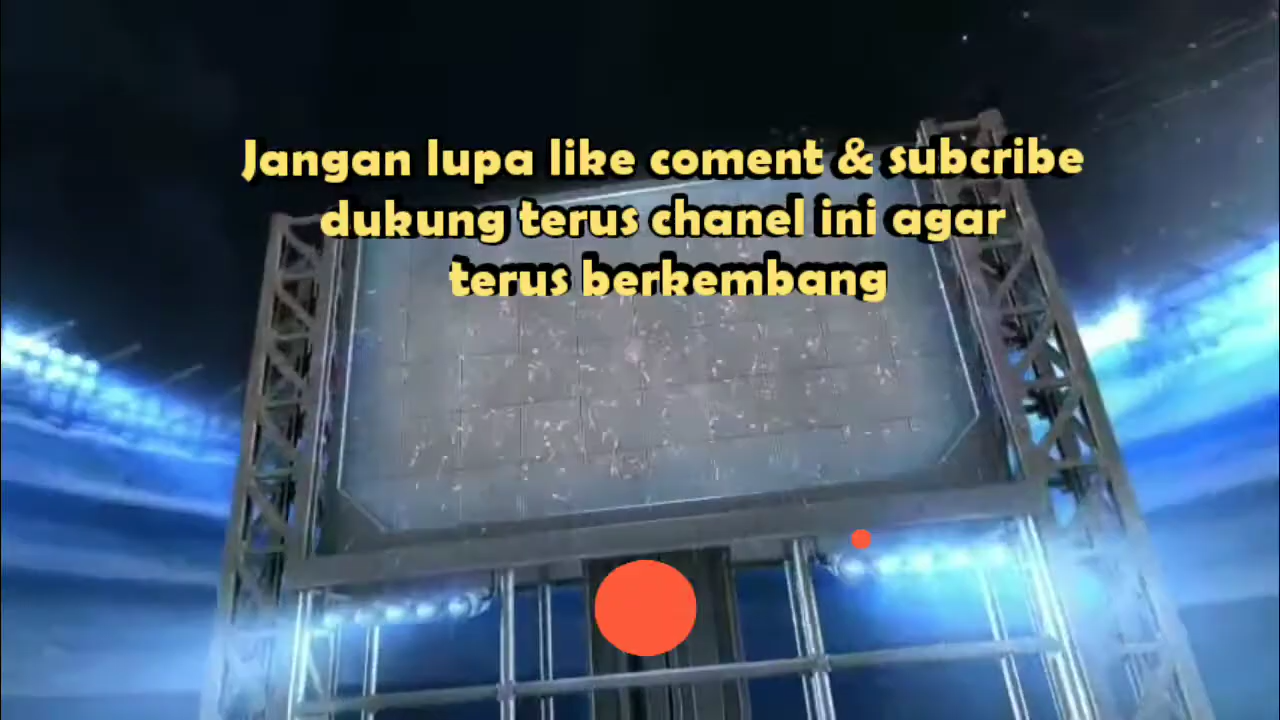 Jangan lupa like coment & subcribe
dukung terus chanel ini agar
terus berkembang